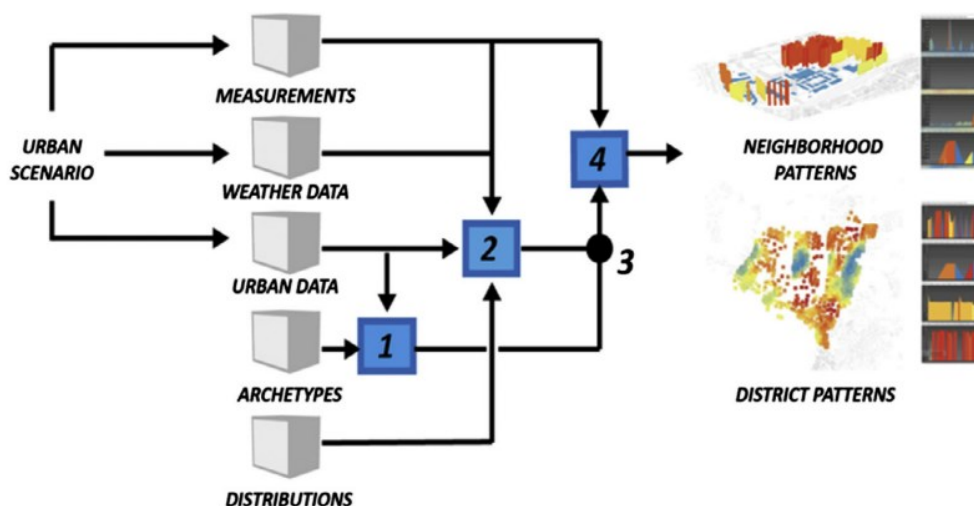 MEASUREMENTS
URBAN
SCENARIO
WEATHER DATA
URBAN DATA
ARCHETYPES
DISTRIBUTIONS
1
2
3
4
NEIGHBORHOOD
PATTERNS
DISTRICT PATTERNS